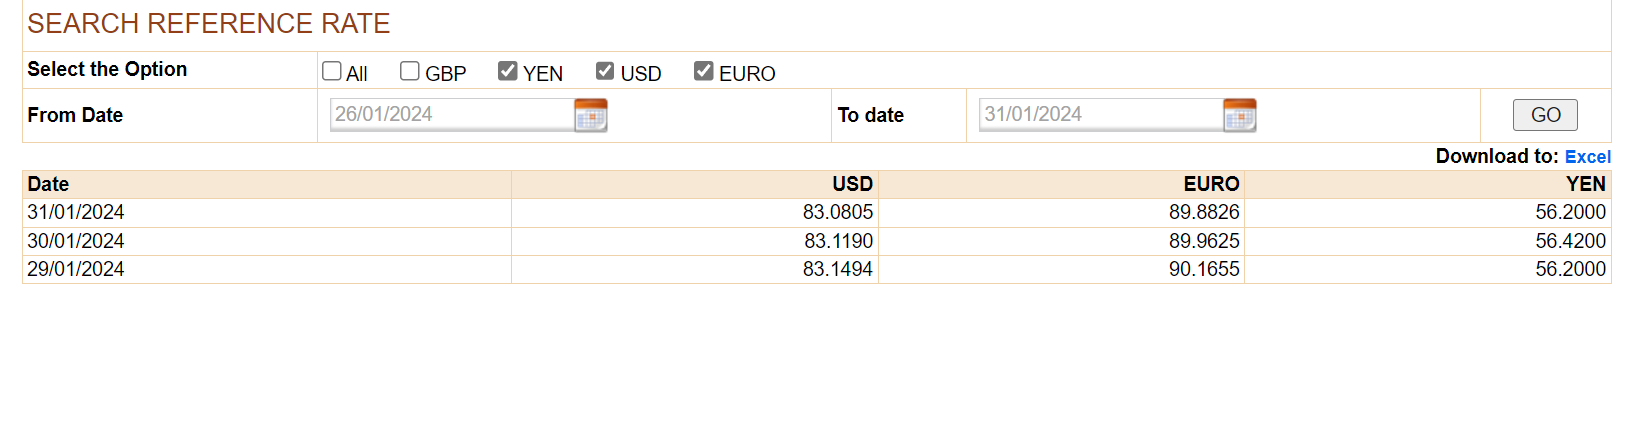 SEARCH REFERENCE RATE
Select the Option All GBP YEN USD EURO
From Date 26/01/2024 To date 31/01/2024 GO
Download to: Excel
Date USD EURO YEN
31/01/2024 83.0805 89.8826 56.2000
30/01/2024 83.1190 89.9625 56.4200
29/01/2024 83.1494 90.1655 56.2000